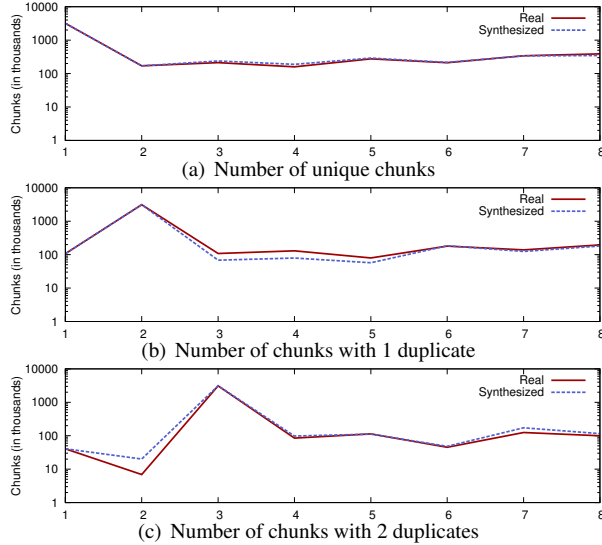 10000
1000
100
10
1
Chunks (in thousands)
Real
Synthesized
1 2 3 4 5 6 7 8
(a) Number of unique chunks
10000
1000
100
10
1
Chunks (in thousands)
Real
Synthesized
1 2 3 4 5 6 7 8
(b) Number of chunks with 1 duplicate
10000
1000
100
10
1
Chunks (in thousands)
Real
Synthesized
1 2 3 4 5 6 7 8
(c) Number of chunks with 2 duplicates